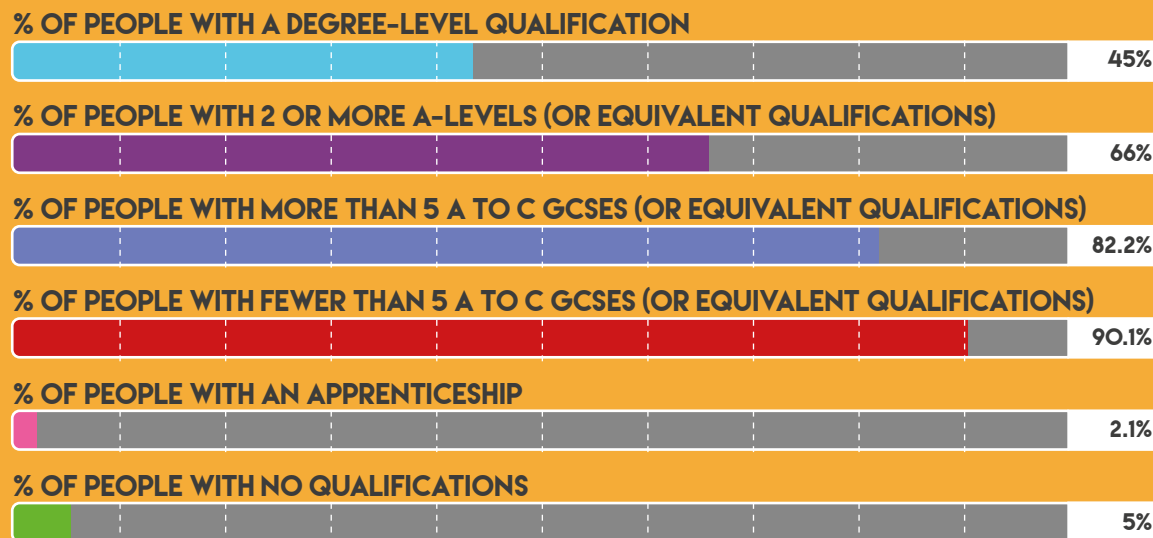 % OF PEOPLE WITH A DEGREE-LEVEL QUALIFICATION
45%
% OF PEOPLE WITH 2 OR MORE A-LEVELS (OR EQUIVALENT QUALIFICATIONS)
66%
% OF PEOPLE WITH MORE THAN 5 A TO C GCSES (OR EQUIVALENT QUALIFICATIONS)
82.2%
% OF PEOPLE WITH FEWER THAN 5 A TO C GCSES (OR EQUIVALENT QUALIFICATIONS)
90.1%
% OF PEOPLE WITH AN APPRENTICESHIP
2.1%
% OF PEOPLE WITH NO QUALIFICATIONS
5%